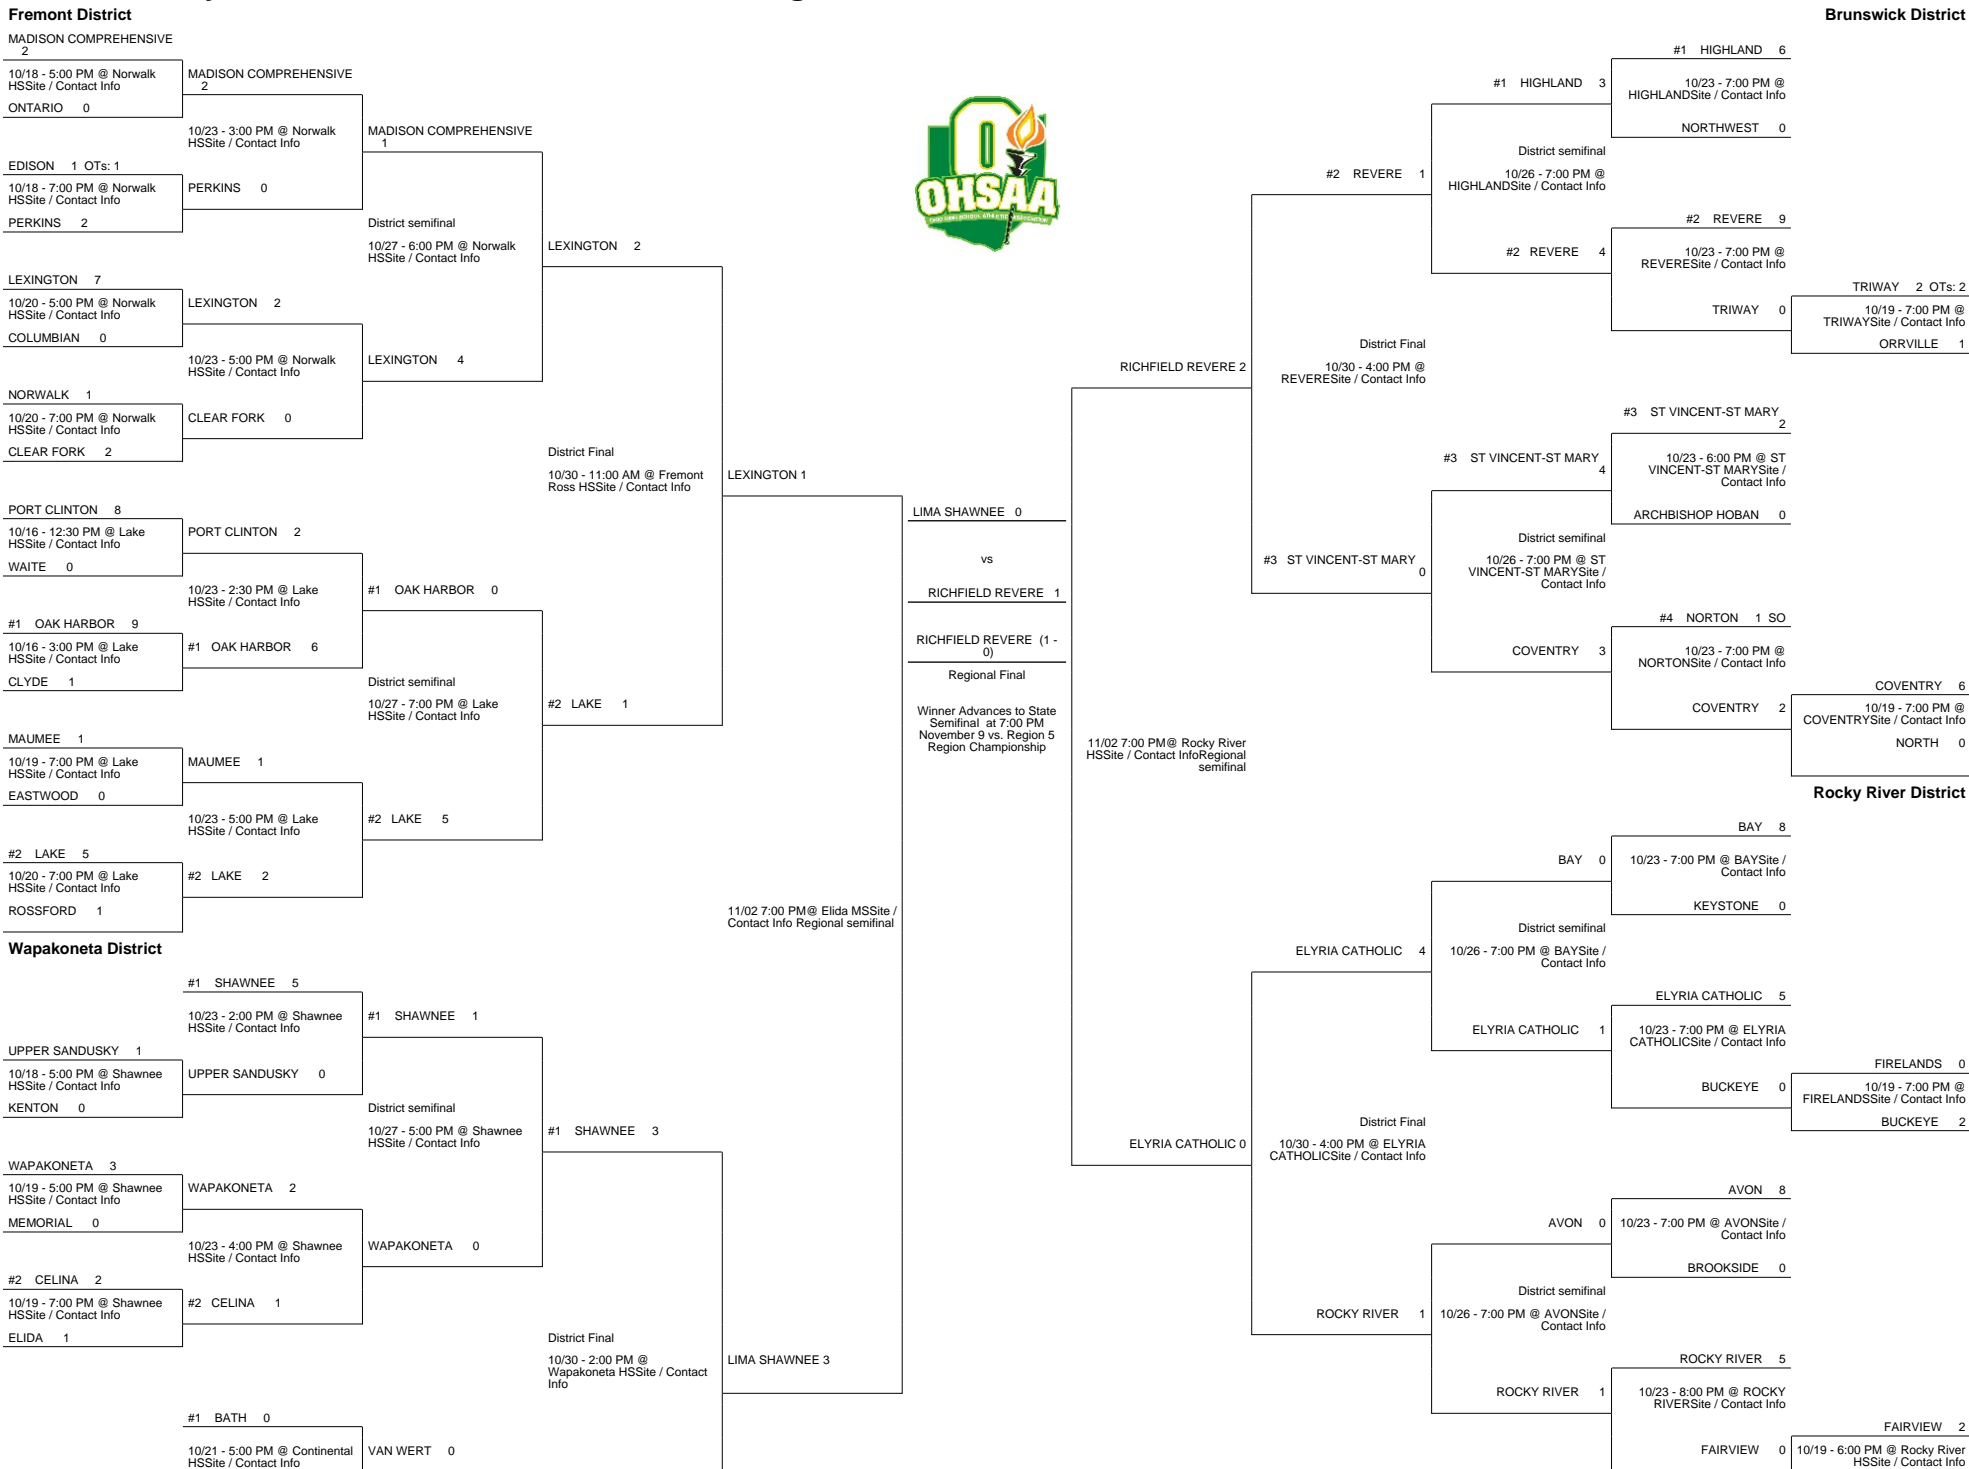 Fremont District
MADISON COMPREHENSIVE
2
10/18 - 5:00 PM @ Norwalk
HSSite / Contact Info
ONTARIO 0
MADISON COMPREHENSIVE
2
10/23 - 3:00 PM @ Norwalk
HSSite / Contact Info
EDISON 1 OTs: 1
10/18 - 7:00 PM @ Norwalk
HSSite / Contact Info
PERKINS 2
PERKINS 0
MADISON COMPREHENSIVE
1
District semifinal
10/27 - 6:00 PM @ Norwalk
HSSite / Contact Info
LEXINGTON 7
10/20 - 5:00 PM @ Norwalk
HSSite / Contact Info
COLUMBIAN 0
LEXINGTON 2
10/23 - 5:00 PM @ Norwalk
HSSite / Contact Info
NORWALK 1
10/20 - 7:00 PM @ Norwalk
HSSite / Contact Info
CLEAR FORK 2
CLEAR FORK 0
LEXINGTON 4
LEXINGTON 2
District Final
10/30 - 11:00 AM @ Fremont
Ross HSSite / Contact Info
PORT CLINTON 8
10/16 - 12:30 PM @ Lake
HSSite / Contact Info
WAITE 0
PORT CLINTON 2
10/23 - 2:30 PM @ Lake
HSSite / Contact Info
#1 OAK HARBOR 9
10/16 - 3:00 PM @ Lake
HSSite / Contact Info
CLYDE 1
#1 OAK HARBOR 6
#1 OAK HARBOR 0
District semifinal
10/27 - 7:00 PM @ Lake
HSSite / Contact Info
MAUMEE 1
10/19 - 7:00 PM @ Lake
HSSite / Contact Info
EASTWOOD 0
MAUMEE 1
10/23 - 5:00 PM @ Lake
HSSite / Contact Info
#2 LAKE 5
10/20 - 7:00 PM @ Lake
HSSite / Contact Info
ROSSFORD 1
#2 LAKE 2
#2 LAKE 5
#2 LAKE 1
LEXINGTON 1
11/02 7:00 PM@ Elida MSSite /
Contact Info Regional semifinal
Wapakoneta District
#1 SHAWNEE 5
10/23 - 2:00 PM @ Shawnee
HSSite / Contact Info
UPPER SANDUSKY 1
10/18 - 5:00 PM @ Shawnee
HSSite / Contact Info
KENTON 0
UPPER SANDUSKY 0
#1 SHAWNEE 1
District semifinal
10/27 - 5:00 PM @ Shawnee
HSSite / Contact Info
WAPAKONETA 3
10/19 - 5:00 PM @ Shawnee
HSSite / Contact Info
MEMORIAL 0
WAPAKONETA 2
10/23 - 4:00 PM @ Shawnee
HSSite / Contact Info
#2 CELINA 2
10/19 - 7:00 PM @ Shawnee
HSSite / Contact Info
ELIDA 1
#2 CELINA 1
WAPAKONETA 0
#1 SHAWNEE 3
District Final
10/30 - 2:00 PM @
Wapakoneta HSSite / Contact
Info
LIMA SHAWNEE 3
#1 BATH 0
10/21 - 5:00 PM @ Continental
HSSite / Contact Info
VAN WERT 0
OHSAA
LIMA SHAWNEE 0
vs
RICHFIELD REVERE 1
RICHFIELD REVERE (1 -
0)
Regional Final
Winner Advances to State
Semifinal at 7:00 PM
November 9 vs. Region 5
Region Championship
Brunswick District
#1 HIGHLAND 6
10/23 - 7:00 PM @
HIGHLANDSite / Contact Info
NORTHWEST 0
#1 HIGHLAND 3
District semifinal
10/26 - 7:00 PM @
HIGHLANDSite / Contact Info
#2 REVERE 9
10/23 - 7:00 PM @
REVERESite / Contact Info
TRIWAY 0
TRIWAY 2 OTs: 2
10/19 - 7:00 PM @
TRIWAYSite / Contact Info
ORRVILLE 1
#2 REVERE 4
#2 REVERE 1
District Final
10/30 - 4:00 PM @
REVERESite / Contact Info
RICHFIELD REVERE 2
#3 ST VINCENT-ST MARY
2
10/23 - 6:00 PM @ ST
VINCENT-ST MARYSite /
Contact Info
ARCHBISHOP HOBAN 0
#3 ST VINCENT-ST MARY
4
District semifinal
10/26 - 7:00 PM @ ST
VINCENT-ST MARYSite /
Contact Info
#3 ST VINCENT-ST MARY
0
#4 NORTON 1 SO
10/23 - 7:00 PM @
NORTONSite / Contact Info
COVENTRY 2
COVENTRY 3
COVENTRY 6
10/19 - 7:00 PM @
COVENTRYSite / Contact Info
NORTH 0
11/02 7:00 PM@ Rocky River
HSSite / Contact InfoRegional
semifinal
Rocky River District
BAY 8
10/23 - 7:00 PM @ BAYSite /
Contact Info
KEYSTONE 0
BAY 0
District semifinal
10/26 - 7:00 PM @ BAYSite /
Contact Info
ELYRIA CATHOLIC 4
ELYRIA CATHOLIC 5
10/23 - 7:00 PM @ ELYRIA
CATHOLICSite / Contact Info
BUCKEYE 0
ELYRIA CATHOLIC 1
FIRELANDS 0
10/19 - 7:00 PM @
FIRELANDSSite / Contact Info
BUCKEYE 2
District Final
10/30 - 4:00 PM @ ELYRIA
CATHOLICSite / Contact Info
ELYRIA CATHOLIC 0
AVON 8
10/23 - 7:00 PM @ AVONSite /
Contact Info
BROOKSIDE 0
AVON 0
District semifinal
10/26 - 7:00 PM @ AVONSite /
Contact Info
ROCKY RIVER 1
ROCKY RIVER 5
10/23 - 8:00 PM @ ROCKY
RIVERSite / Contact Info
ROCKY RIVER 1
FAIRVIEW 0
FAIRVIEW 2
10/19 - 6:00 PM @ Rocky River
HSSite / Contact Info